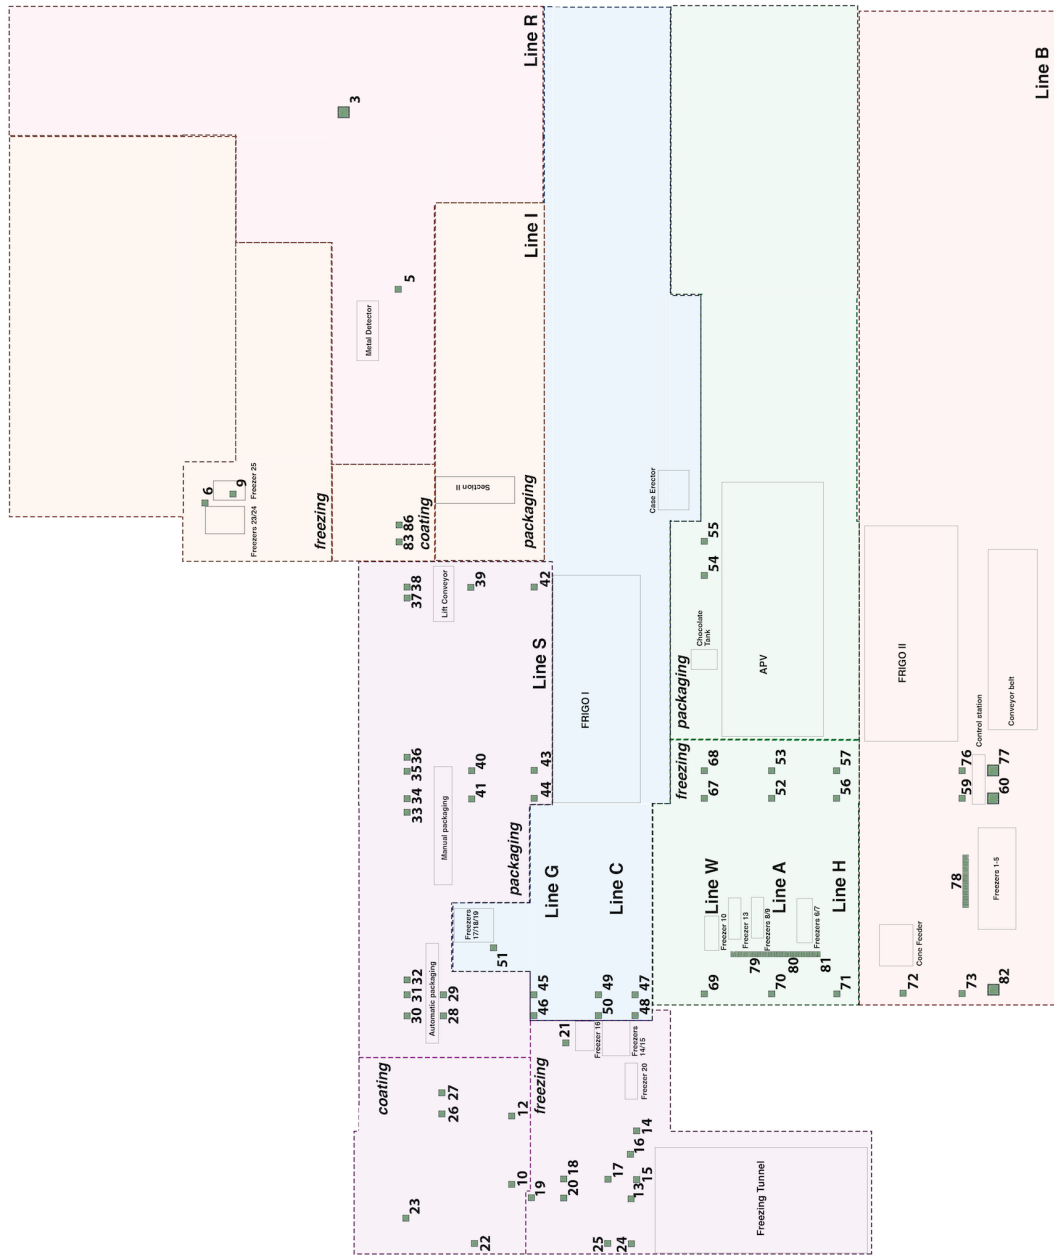 Line R
Line B
3
Line I
5
Metal Detector
6
9
Freezer 25
Freezers 23/24
freezing
83 86
coating
Section II
packaging
Case Erector
55
54
37 38
Lift Conveyor
39
42
Line S
FRIGO I
Chocolate
Tank
packaging
APV
FRIGO II
Control station
Conveyor belt
33 34 35 36
Manual packaging
41
40
44
43
packaging
freezing
67
68
52
53
56
57
59
76
60
77
Line G
Line C
Line W
Line A
Line H
Freezers
17/18/19
51
Freezer 10
Freezer 13
Freezers 8/9
Freezers 6/7
78
Freezers 1-5
Cone Feeder
79
80
81
30 31 32
28 29
Automatic packaging
46
45
50
49
48
47
69
70
71
72
73
82
21
Freezer 16
Freezers
14/15
Freezer 20
coating
freezing
26 27
12
10
19
20 18
17
16 14
13 15
23
22
25
24
Freezing Tunnel